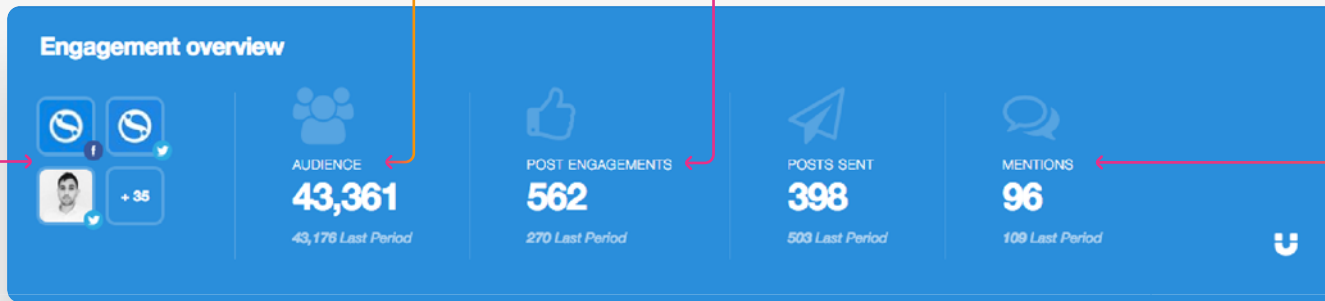 Engagement overview
+ 35
AUDIENCE
43,361
43,176 Last Period
POST ENGAGEMENTS
562
270 Last Period
POSTS SENT
398
503 Last Period
MENTIONS
96
109 Last Period